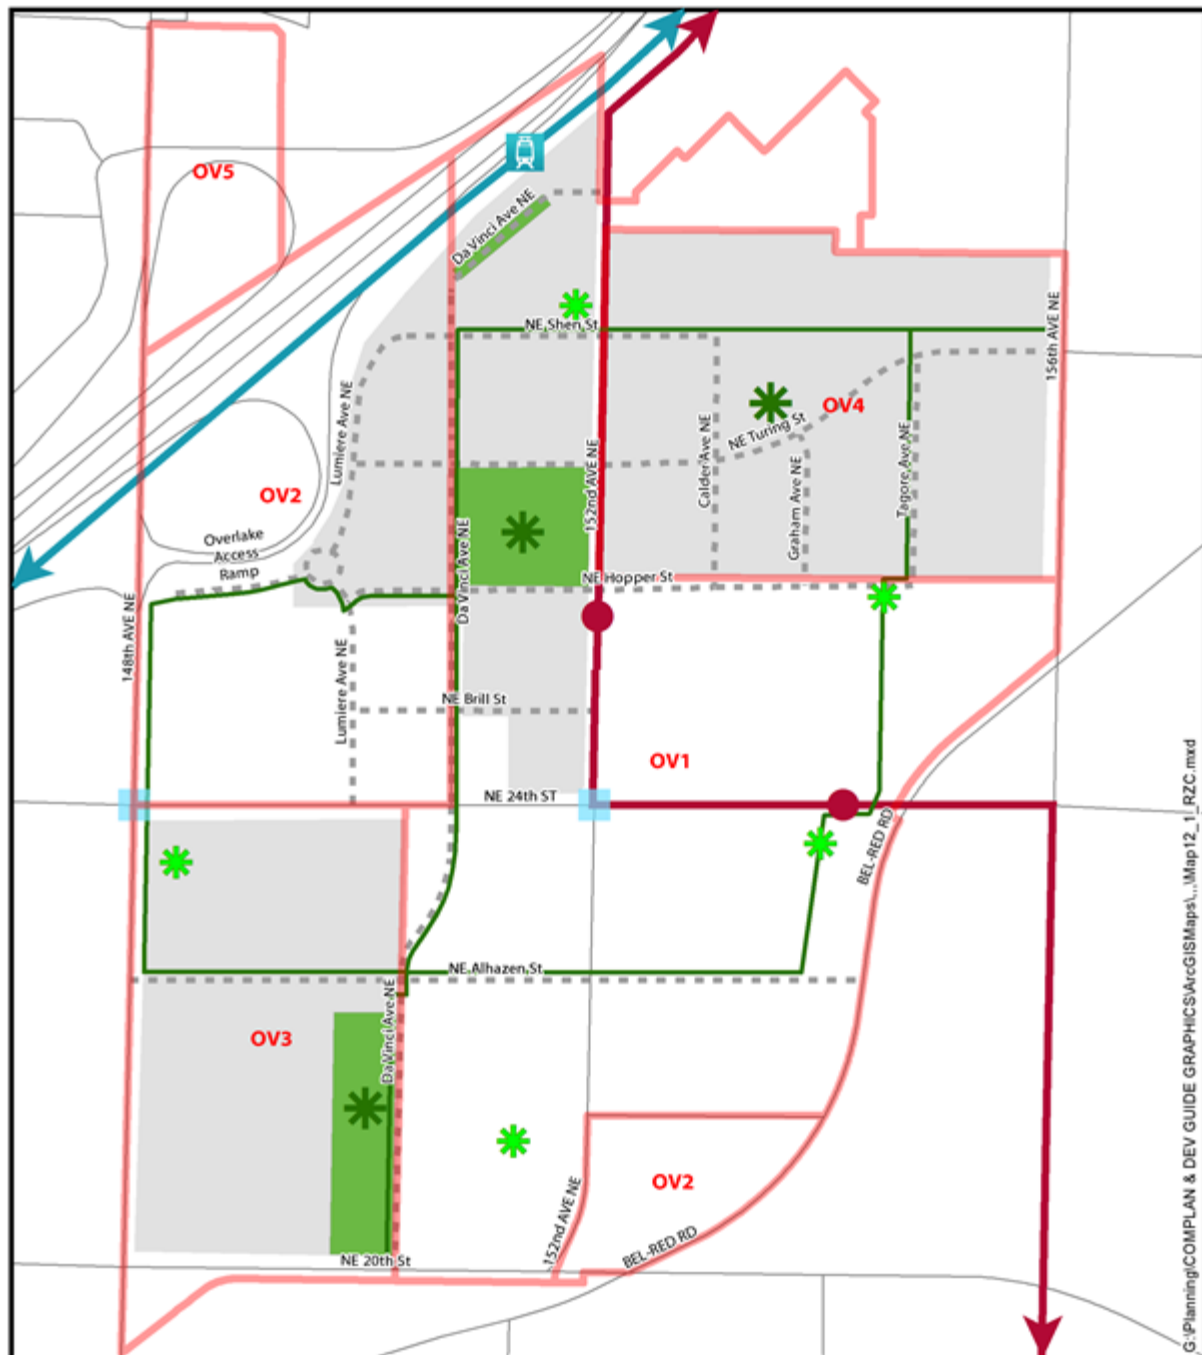 OV5
Da Vinci Ave NE
NE Shen St
156th AVE NE
Lumiere Ave NE
OV4
NE Turing St
Calder Ave NE
Graham Ave NE
Tagore Ave NE
152nd AVE NE
OV2
Overlake
Access
Ramp
Da Vinci Ave NE
NE Hopper St
148th AVE NE
Lumiere Ave NE
NE Brill St
OV1
NE 24th ST
BEL-RED RD
NE Alhazen St
Da Vinci Ave NE
OV3
152nd AVE NE
OV2
BEL-RED RD
NE 20th St
G:\Planning\COMPLAN & DEV GUIDE GRAPHICS\ArcGISMaps\...\Map12_1_RZC.mxd